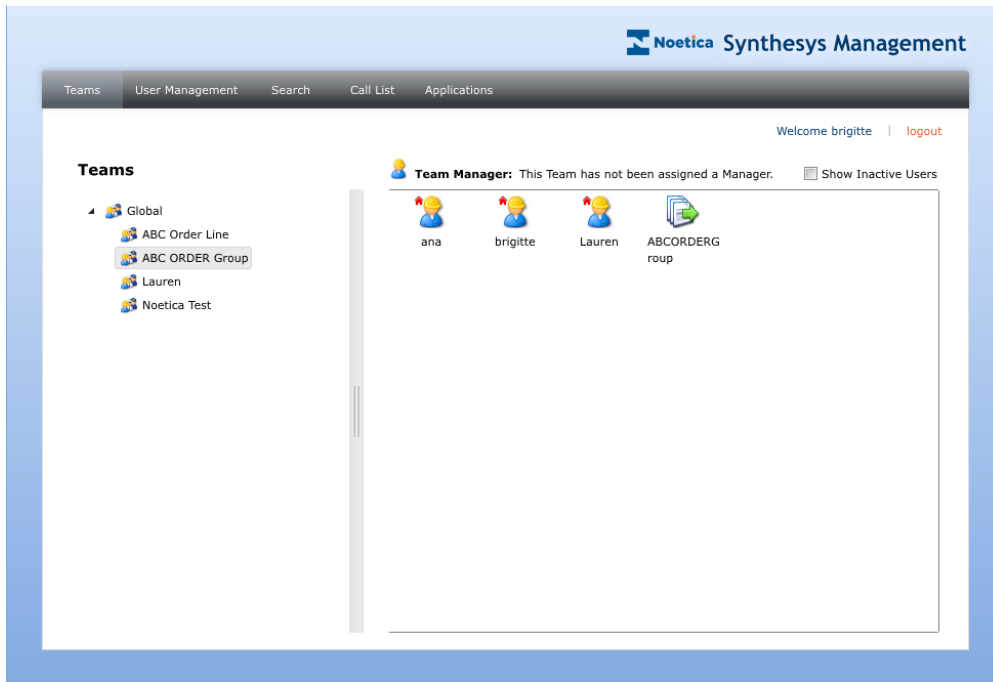 Noetica Synthesys Management
Teams User Management Search Call List Applications
Welcome brigitte | logout
Teams
Team Manager: This Team has not been assigned a Manager. Show Inactive Users
Global
ABC Order Line
ABC ORDER Group
Lauren
Noetica Test
ana brigitte Lauren ABCORDERG
roup